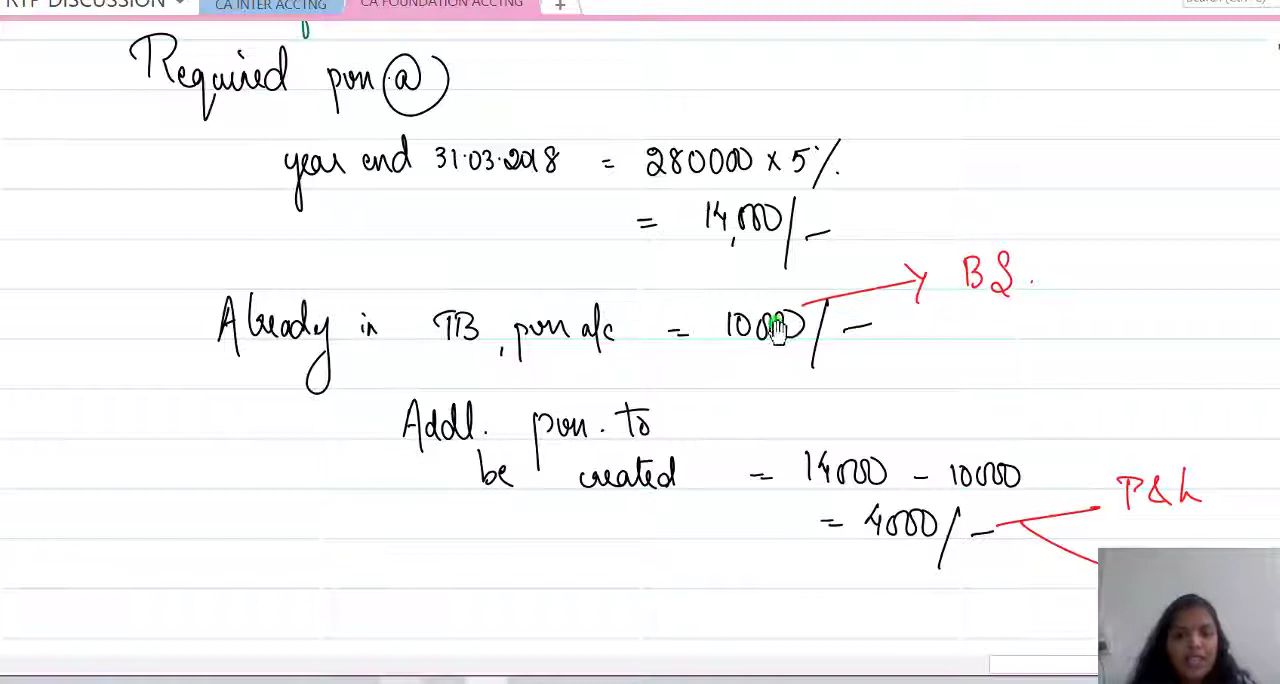 RTP DISCUSSION
CA INTER ACCTNG
CA FOUNDATION ACCTING
+
Required pvn @
year end 31.03.2018 = 280000 x 5%
= 14,000/-
Already in TB, pvn a/c = 10000/- B S.
Addl. pvn. to
be created = 14000 - 10000
= 4000/- P & L